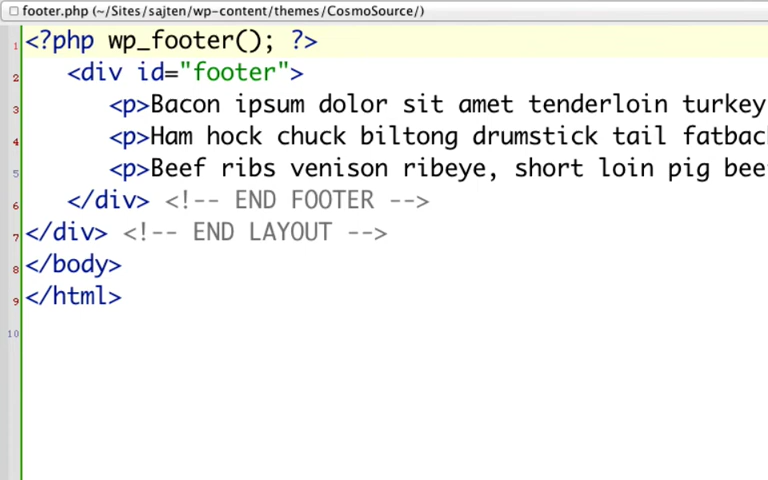 footer.php (~/Sites/sajten/wp-content/themes/CosmoSource/)
1 <?php wp_footer(); ?>
2 <div id="footer">
3 <p>Bacon ipsum dolor sit amet tenderloin turkey
4 <p>Ham hock chuck biltong drumstick tail fatback
5 <p>Beef ribs venison ribeye, short loin pig bee
6 </div> <!-- END FOOTER -->
7 </div> <!-- END LAYOUT -->
8 </body>
9 </html>
10